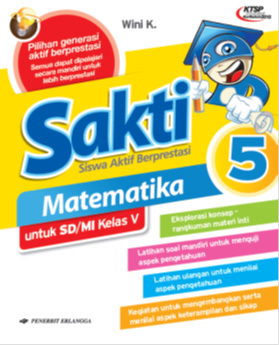 Wini K.
KTSP
Pilihan generasi
aktif berprestasi
Semua dapat dipelajari
secara mandiri untuk
lebih berprestasi
Sakti
Siswa Aktif Berprestasi
5
Matematika
untuk SD/MI Kelas V
Eksplorasi konsep -
rangkuman materi inti
Latihan soal mandiri untuk menguji
aspek pengetahuan
Latihan ulangan untuk menilai
aspek pengetahuan
Kegiatan untuk mengembangkan serta
menilai aspek keterampilan dan sikap
PENERBIT ERLANGGA